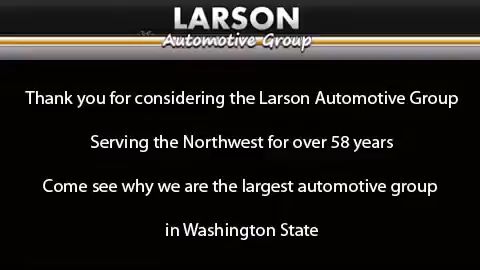 LARSON
Automotive Group
Thank you for considering the Larson Automotive Group
Serving the Northwest for over 58 years
Come see why we are the largest automotive group
in Washington State